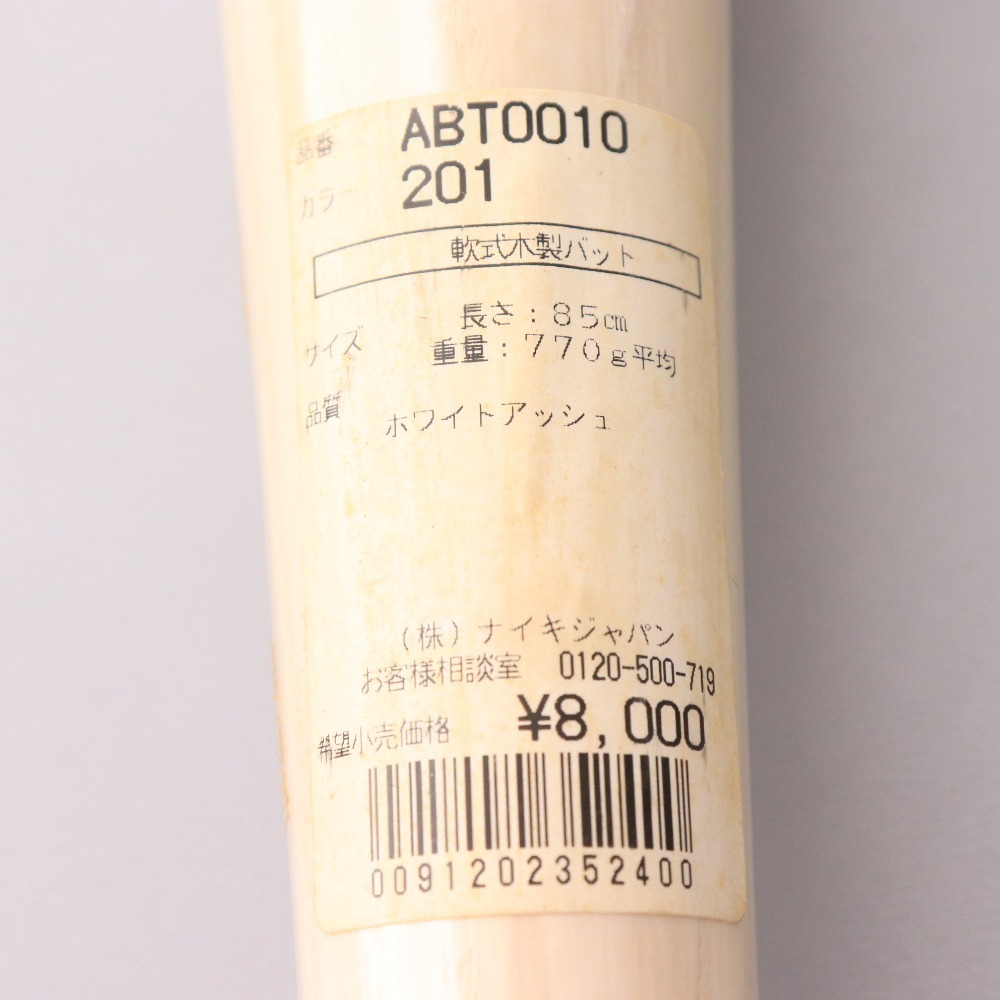 品番 ABT0010
カラー 201
軟式木製バット
サイズ 長さ：85㎝
重量：770g平均
品質 ホワイトアッシュ
（株）ナイキジャパン
お客様相談室 0120-500-719
希望小売価格 ¥8,000
0091202352400